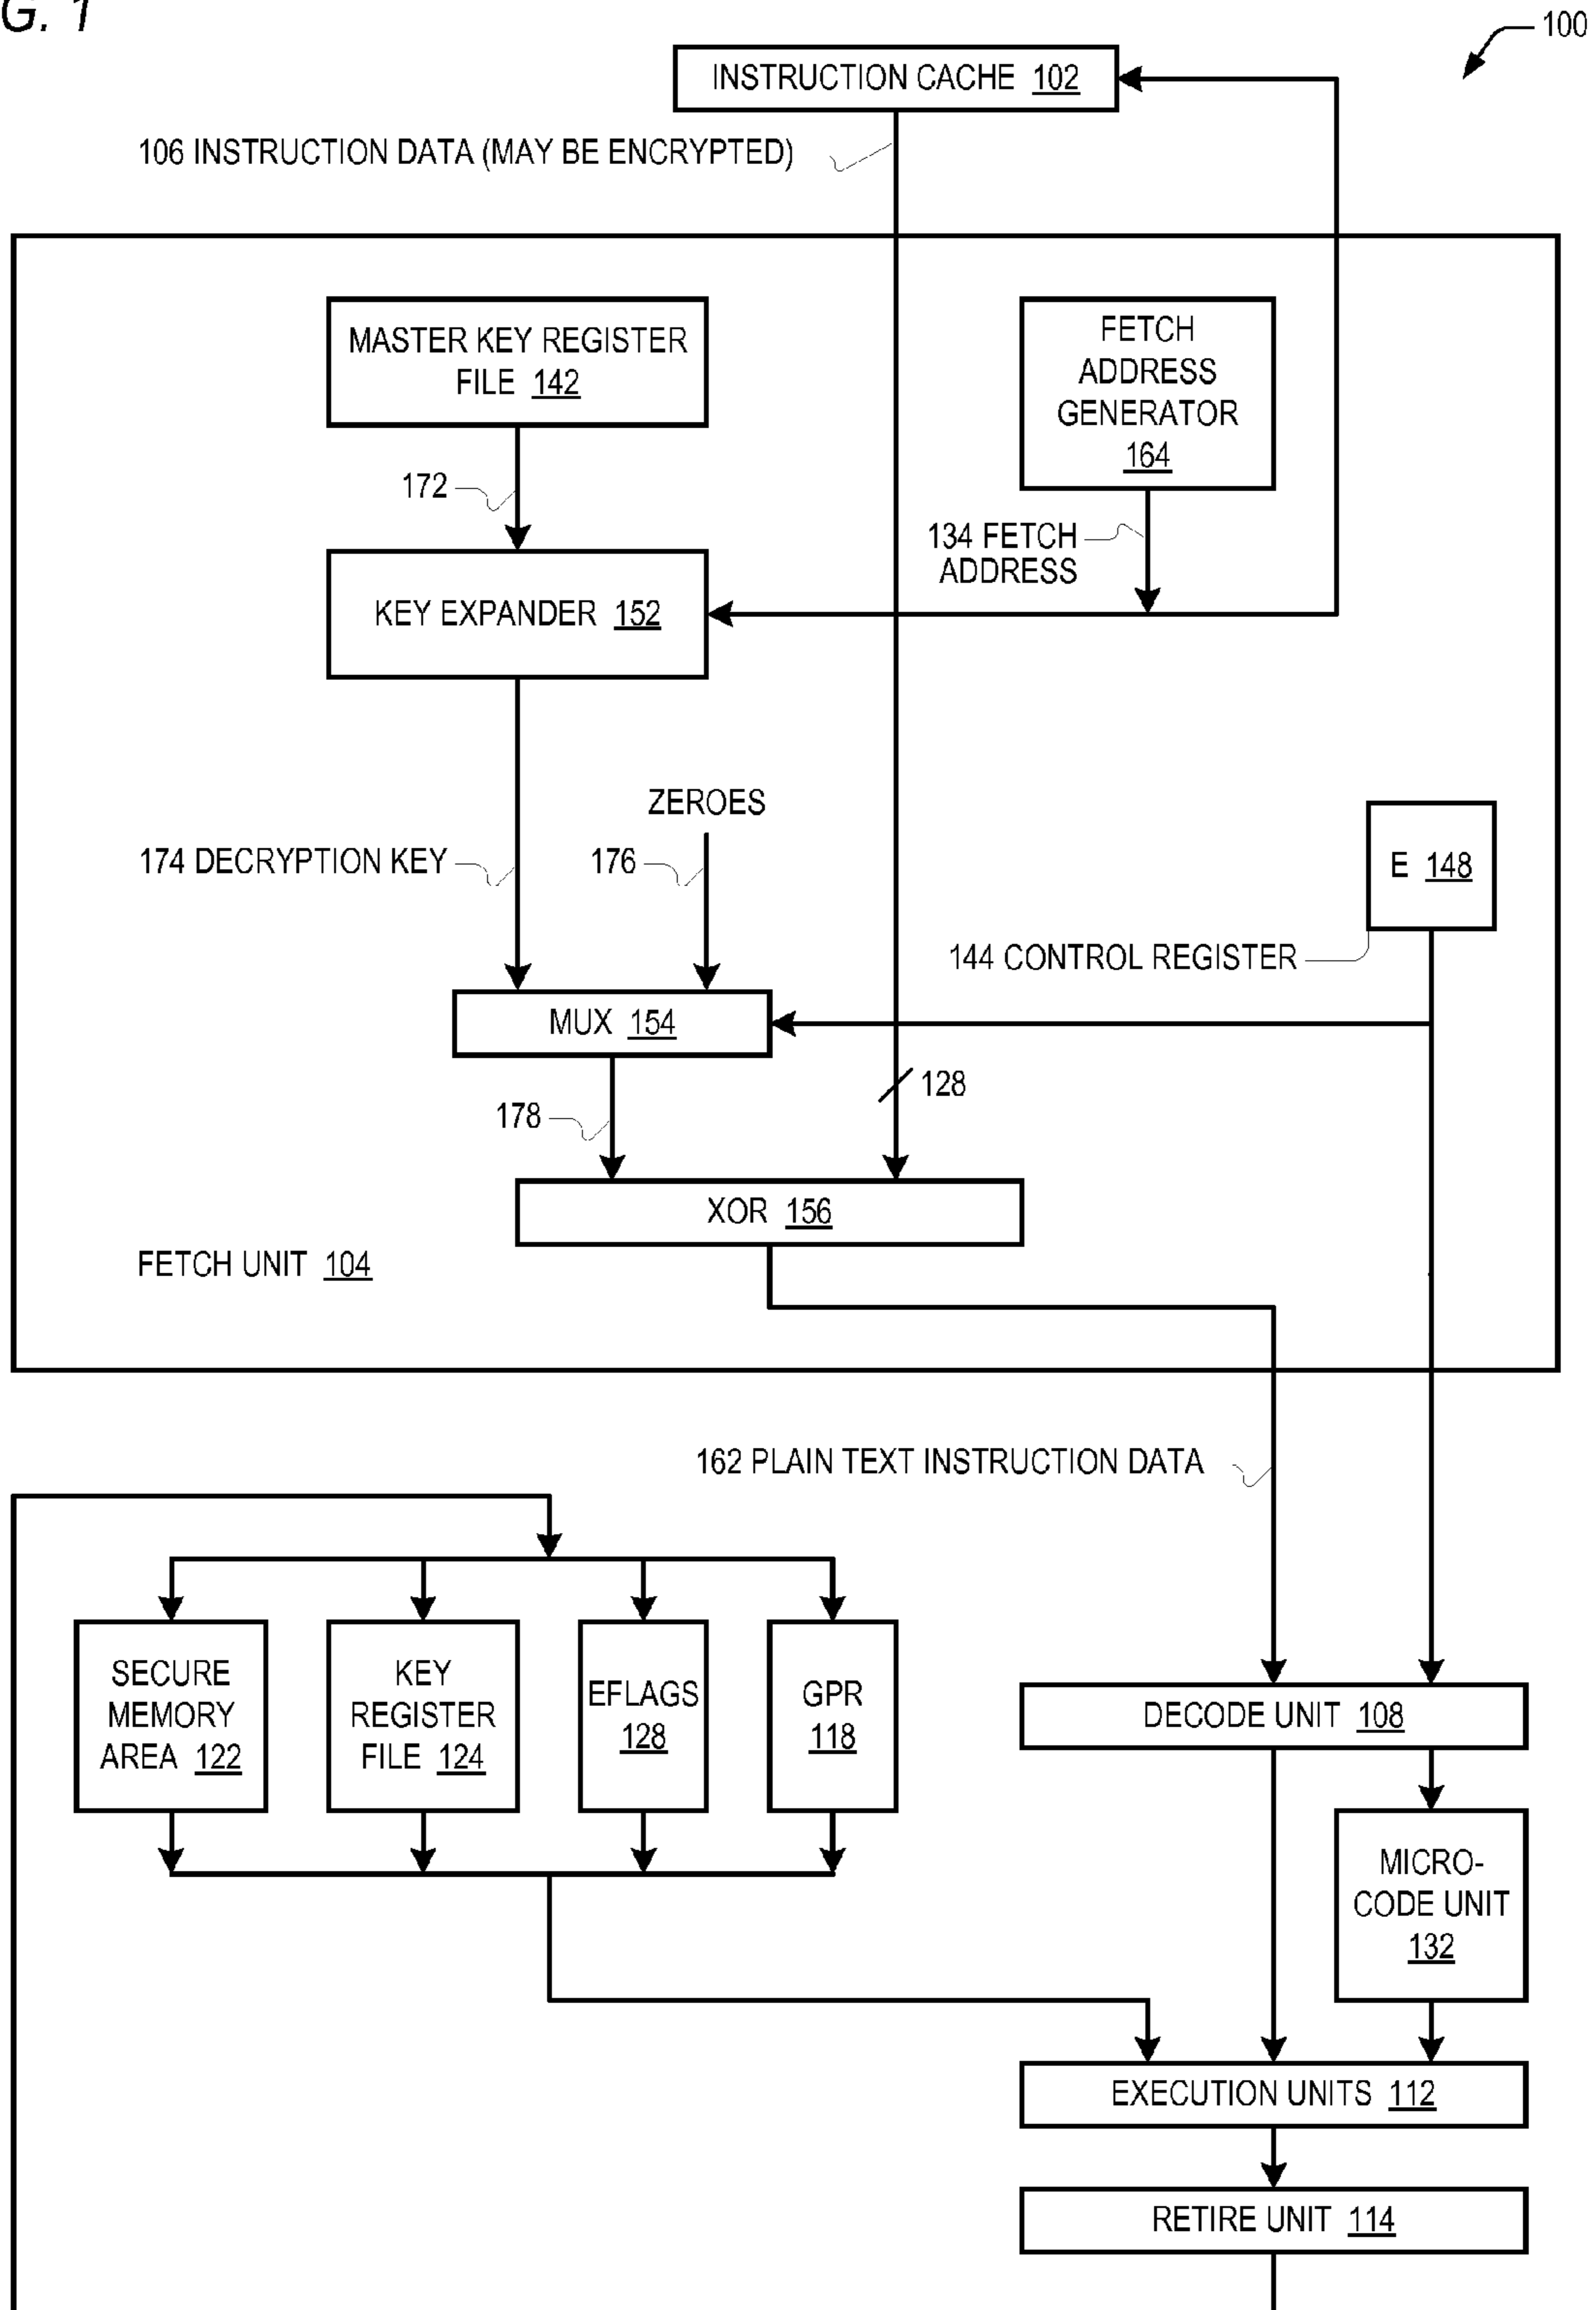 G. 1
100
INSTRUCTION CACHE 102
106 INSTRUCTION DATA (MAY BE ENCRYPTED)
MASTER KEY REGISTER
FILE 142
FETCH
ADDRESS
GENERATOR
164
172
134 FETCH
ADDRESS
KEY EXPANDER 152
ZEROES
174 DECRYPTION KEY
176
E 148
144 CONTROL REGISTER
MUX 154
128
178
XOR 156
FETCH UNIT 104
162 PLAIN TEXT INSTRUCTION DATA
SECURE
MEMORY
AREA 122
KEY
REGISTER
FILE 124
EFLAGS
128
GPR
118
DECODE UNIT 108
MICRO-
CODE UNIT
132
EXECUTION UNITS 112
RETIRE UNIT 114